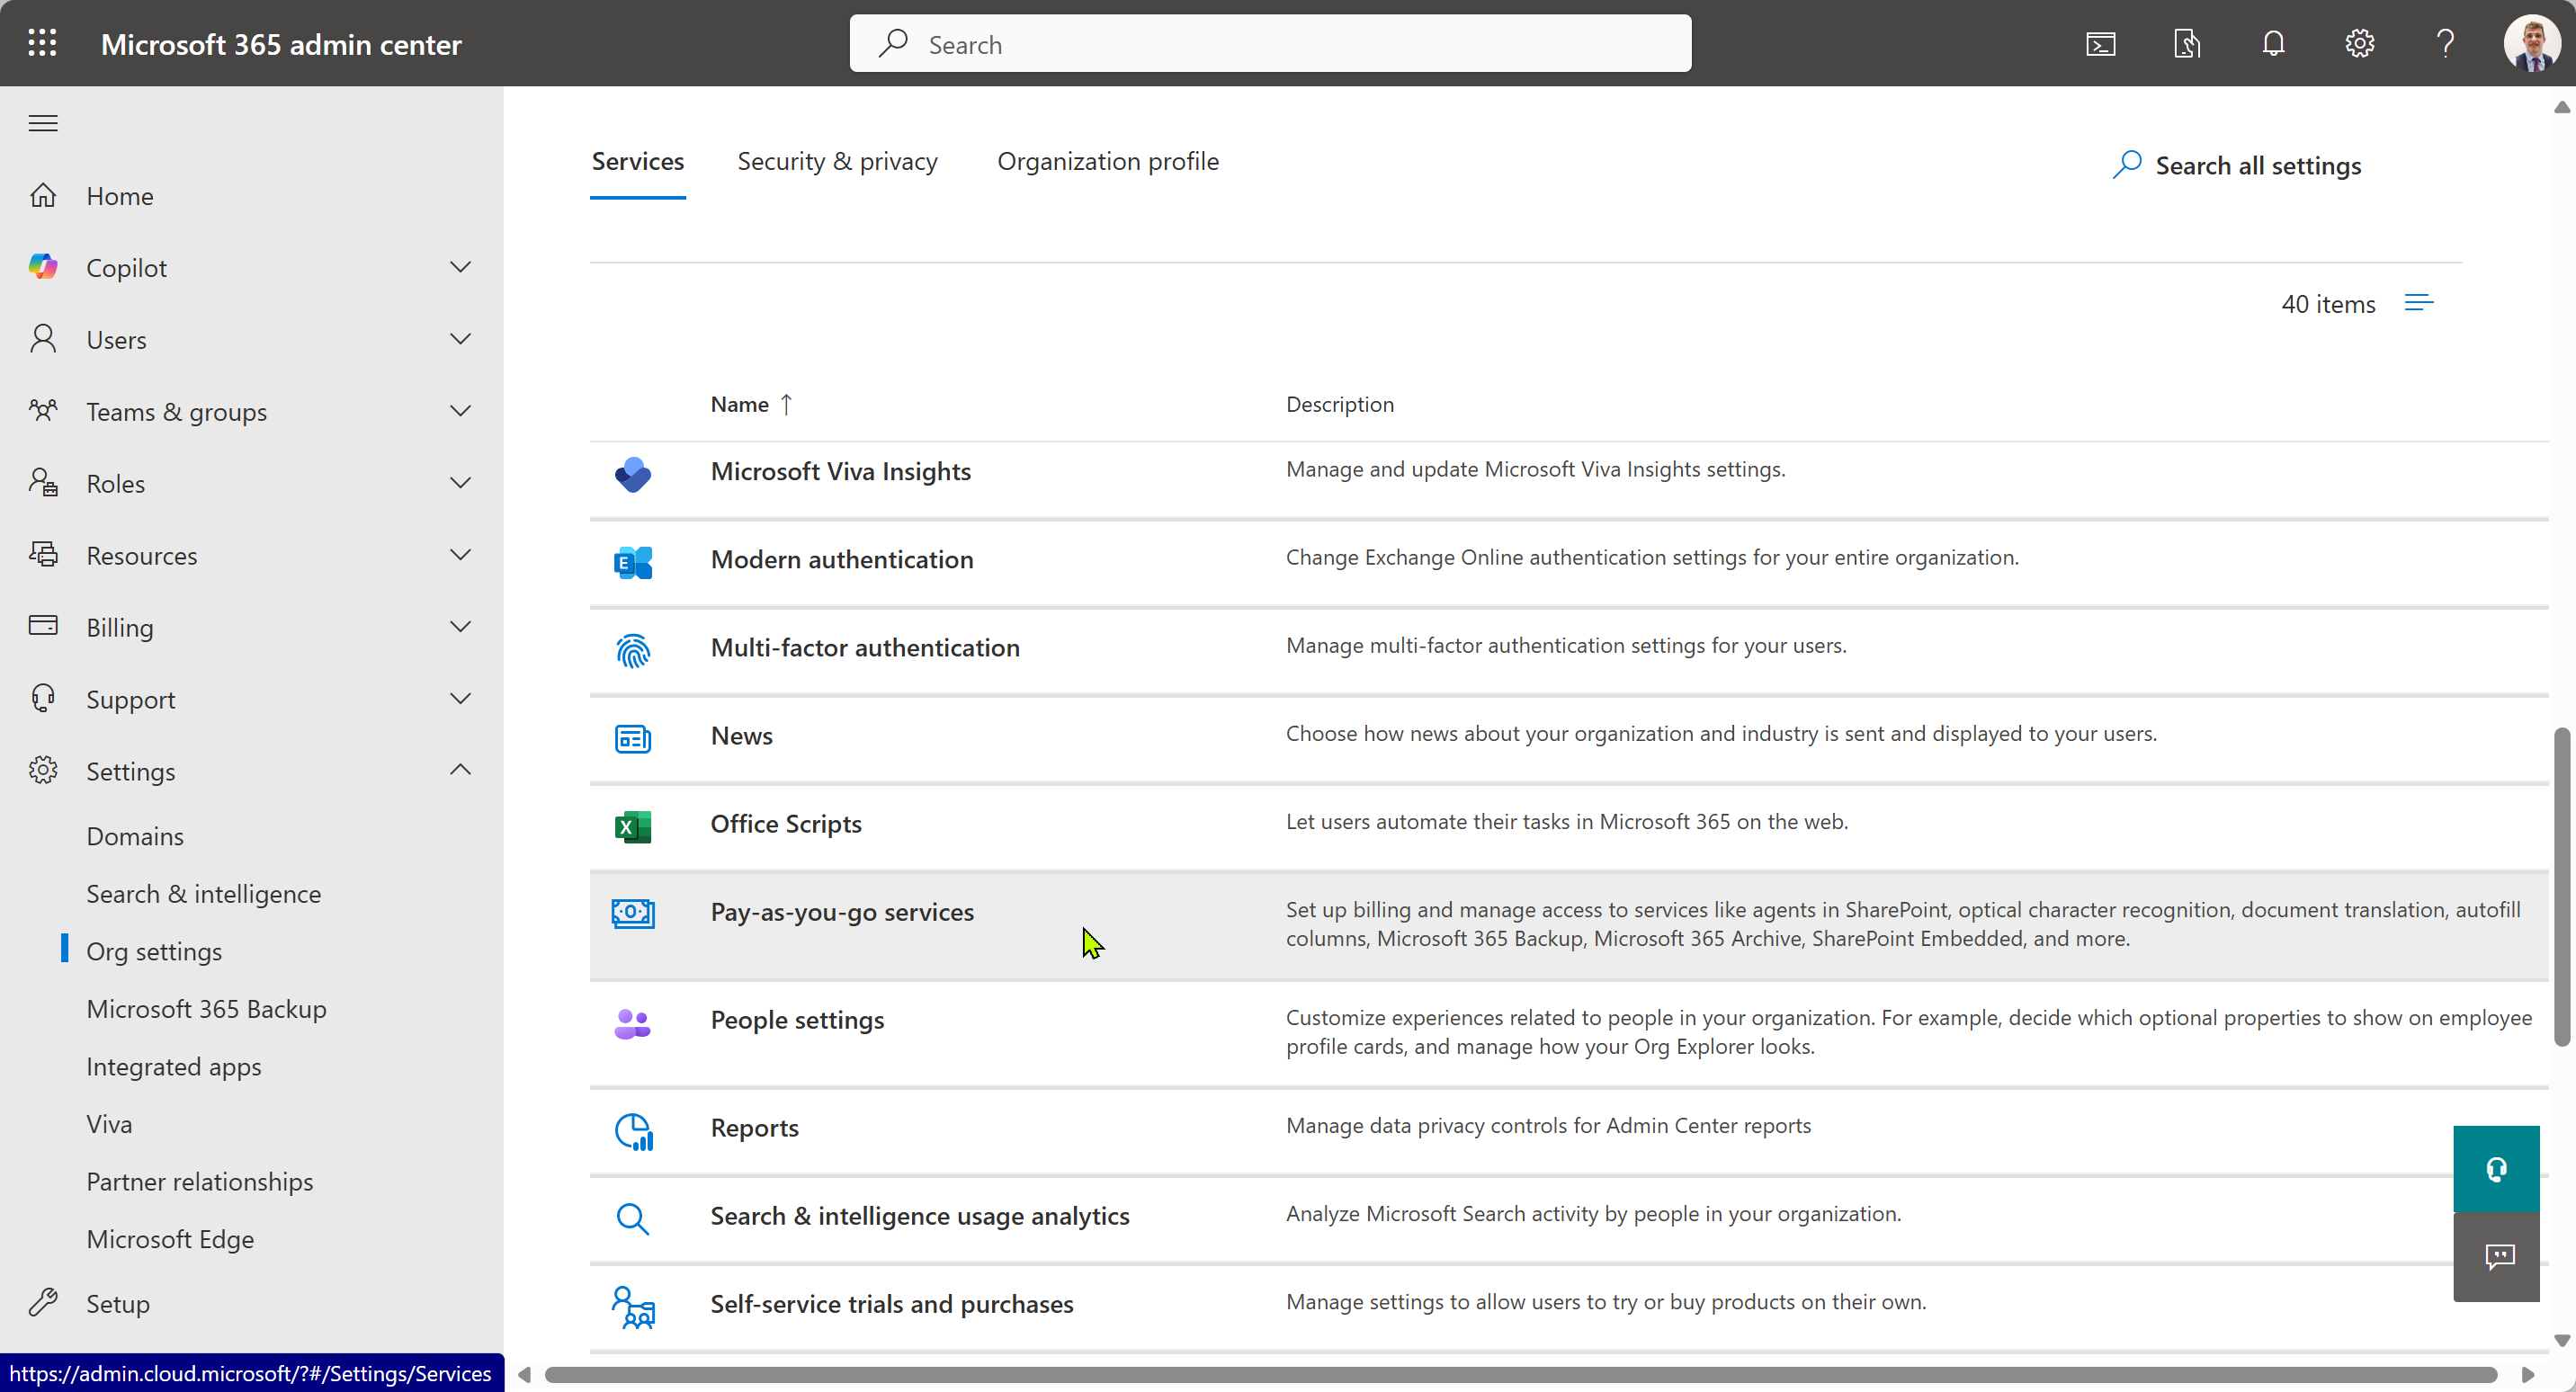 Microsoft 365 admin center
Search
Home
Copilot
Users
Teams & groups
Roles
Resources
Billing
Support
Settings
Domains
Search & intelligence
Org settings
Microsoft 365 Backup
Integrated apps
Viva
Partner relationships
Microsoft Edge
Setup
https://admin.cloud.microsoft/?#/Settings/Services
Services
Security & privacy
Organization profile
Search all settings
40 items
Name ↑
Description
Microsoft Viva Insights
Manage and update Microsoft Viva Insights settings.
E
Modern authentication
Change Exchange Online authentication settings for your entire organization.
Multi-factor authentication
Manage multi-factor authentication settings for your users.
News
Choose how news about your organization and industry is sent and displayed to your users.
X
Office Scripts
Let users automate their tasks in Microsoft 365 on the web.
Pay-as-you-go services
Set up billing and manage access to services like agents in SharePoint, optical character recognition, document translation, autofill
columns, Microsoft 365 Backup, Microsoft 365 Archive, SharePoint Embedded, and more.
People settings
Customize experiences related to people in your organization. For example, decide which optional properties to show on employee
profile cards, and manage how your Org Explorer looks.
Reports
Manage data privacy controls for Admin Center reports
Search & intelligence usage analytics
Analyze Microsoft Search activity by people in your organization.
Self-service trials and purchases
Manage settings to allow users to try or buy products on their own.